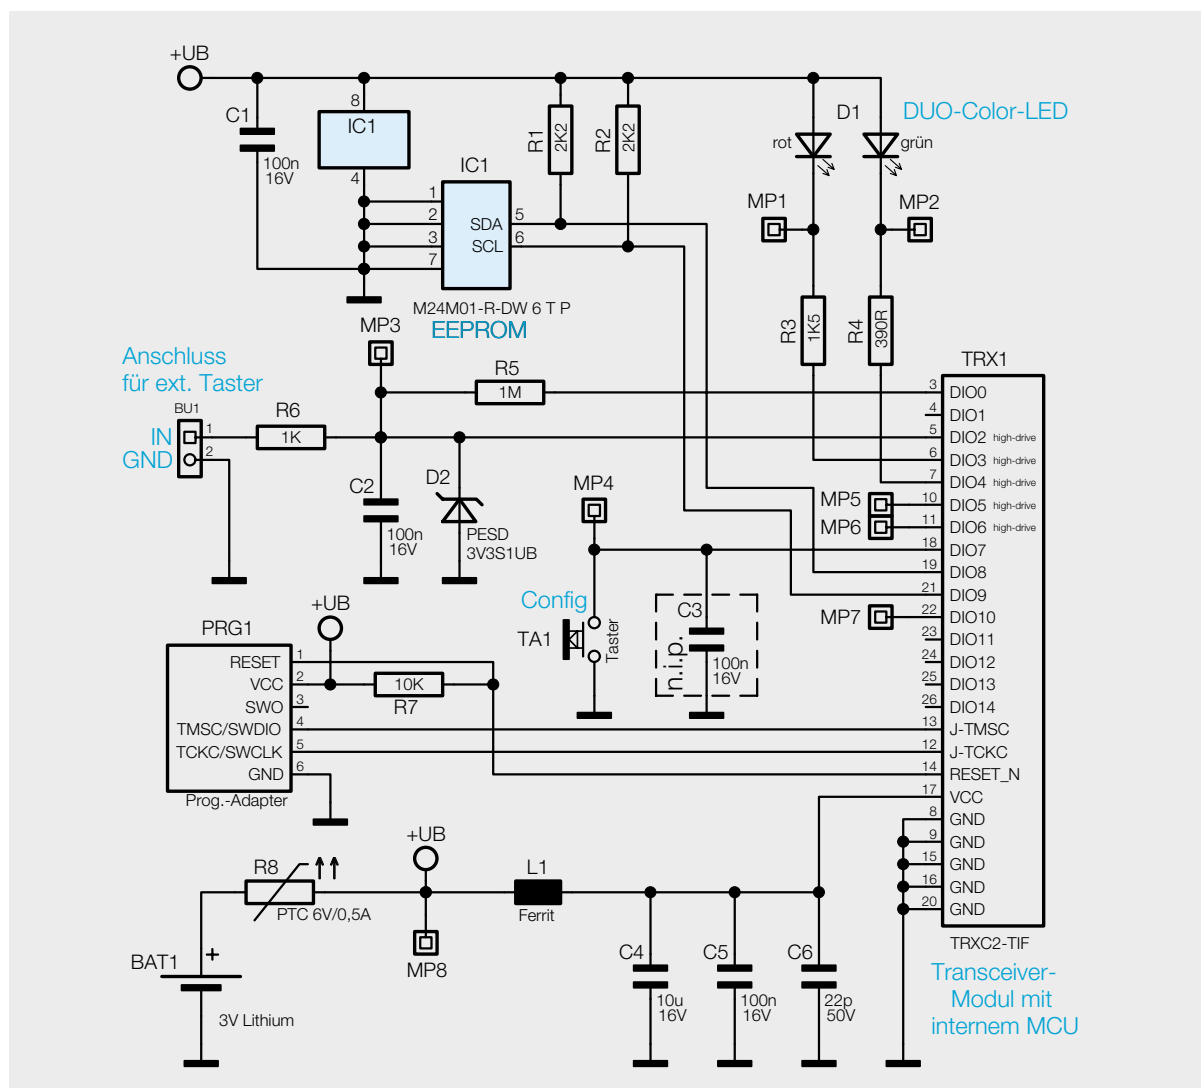 +UB
C1
100n
16V
8
IC1
4
IC1
1
2
3
7
SDA
SCL
5
6
M24M01-R-DW 6 T P
EEPROM
R1
2K2
R2
2K2
D1
DUO-Color-LED
rot
grün
MP1
MP2
R3
1K5
R4
390R
MP3
Anschluss
für ext. Taster
BU1
IN
GND
1
2
R6
1K
R5
1M
C2
100n
16V
D2
PESD
3V3S1UB
MP4
Config
TA1
Taster
C3
n.i.p.
100n
16V
MP5
MP6
MP7
TRX1
3 DIO0
4 DIO1
5 DIO2 high-drive
6 DIO3 high-drive
7 DIO4 high-drive
10 DIO5 high-drive
11 DIO6 high-drive
18 DIO7
19 DIO8
21 DIO9
22 DIO10
23 DIO11
24 DIO12
25 DIO13
26 DIO14
13 J-TMSC
12 J-TCKC
14 RESET_N
17 VCC
8 GND
9 GND
15 GND
16 GND
20 GND
TRXC2-TIF
Transceiver-
Modul mit
internem MCU
+UB
PRG1
RESET 1
VCC 2
SWO 3
TMSC/SWDIO 4
TCKC/SWCLK 5
GND 6
Prog.-Adapter
10K
R7
+UB
R8
PTC 6V/0,5A
MP8
L1
Ferrit
BAT1
+
3V Lithium
C4
10u
16V
C5
100n
16V
C6
22p
50V